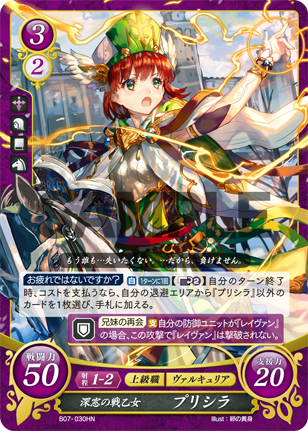 3
2
もう誰も…失いたくない。…だから、負けません。
お疲れではないですか? 自 1ターンに1回 [2] 自分のターン終了
時、コストを支払うなら、自分の退避エリアから『プリシラ』以外の
カードを1枚選び、手札に加える。
兄妹の再会 支 自分の防御ユニットが『レイヴァン』
の場合、この攻撃で『レイヴァン』は撃破されない。
戦闘力
50
射程 1-2 上級職 ヴァルキュリア
支援力
20
深窓の戦乙女 プリシラ
B07-030HN
illust:卵の黄身